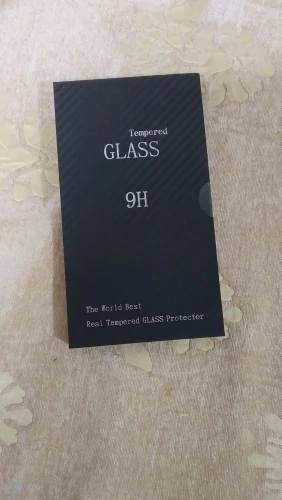 Tempered
GLASS
9H
The World Best
Real Tempered GLASS Protector